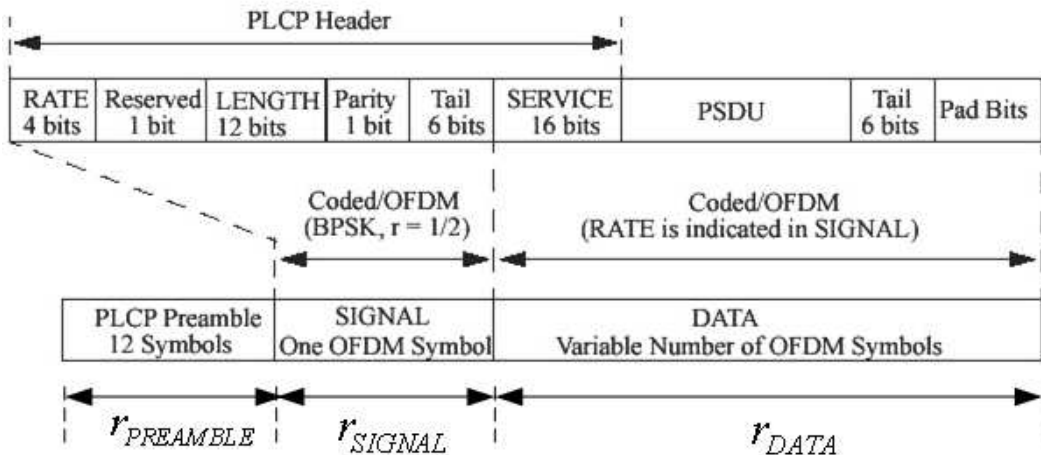 PLCP Header
RATE Reserved LENGTH Parity Tail SERVICE PSDU Tail Pad Bits
4 bits 1 bit 12 bits 1 bit 6 bits 16 bits 6 bits
Coded/OFDM Coded/OFDM
(BPSK, r = 1/2) (RATE is indicated in SIGNAL)
PLCP Preamble SIGNAL DATA
12 Symbols One OFDM Symbol Variable Number of OFDM Symbols
r_PREAMBLE r_SIGNAL r_DATA